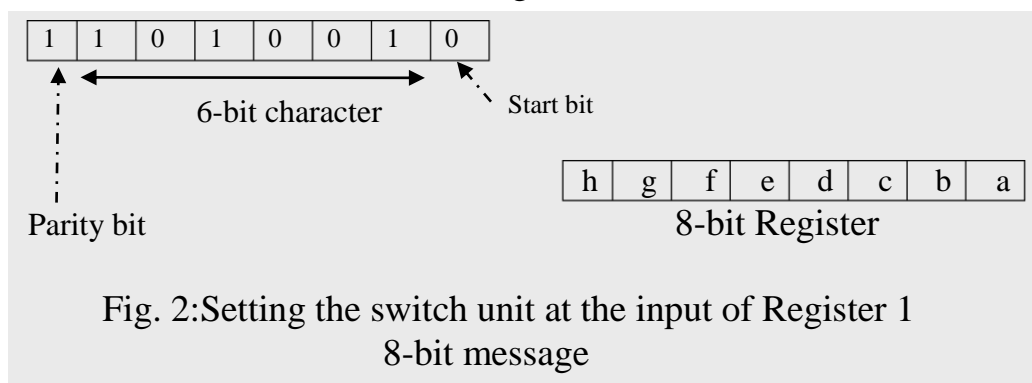 1 1 0 1 0 0 1 0
6-bit character
Start bit
h g f e d c b a
Parity bit
8-bit Register
Fig. 2:Setting the switch unit at the input of Register 1
8-bit message